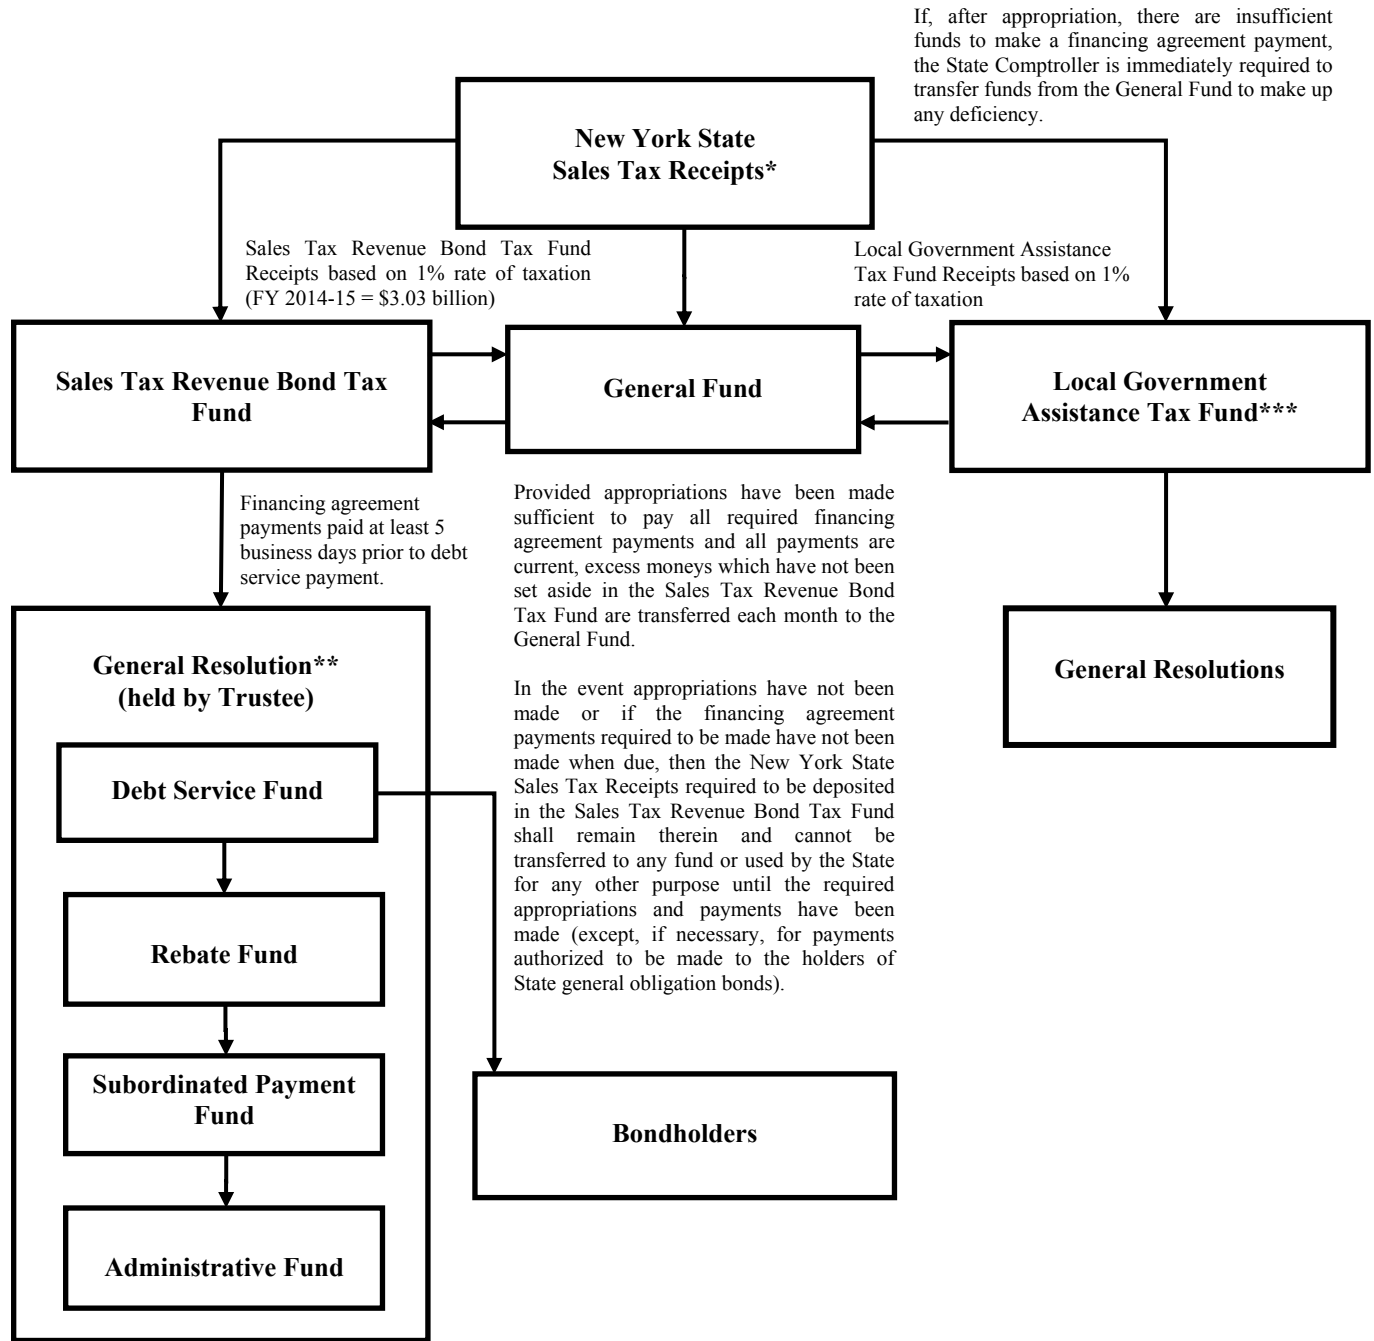 If, after appropriation, there are insufficient
funds to make a financing agreement payment,
the State Comptroller is immediately required to
transfer funds from the General Fund to make up
any deficiency.
New York State
Sales Tax Receipts*
Sales Tax Revenue Bond Tax Fund
Receipts based on 1% rate of taxation
(FY 2014-15 = $3.03 billion)
Local Government Assistance
Tax Fund Receipts based on 1%
rate of taxation
Sales Tax Revenue Bond Tax
Fund
General Fund
Local Government
Assistance Tax Fund***
Financing agreement
payments paid at least 5
business days prior to debt
service payment.
Provided appropriations have been made
sufficient to pay all required financing
agreement payments and all payments are
current, excess moneys which have not been
set aside in the Sales Tax Revenue Bond
Tax Fund are transferred each month to the
General Fund.
In the event appropriations have not been
made or if the financing agreement
payments required to be made have not been
made when due, then the New York State
Sales Tax Receipts required to be deposited
in the Sales Tax Revenue Bond Tax Fund
shall remain therein and cannot be
transferred to any fund or used by the State
for any other purpose until the required
appropriations and payments have been
made (except, if necessary, for payments
authorized to be made to the holders of
State general obligation bonds).
General Resolution**
(held by Trustee)
General Resolutions
Debt Service Fund
Rebate Fund
Subordinated Payment
Fund
Bondholders
Administrative Fund